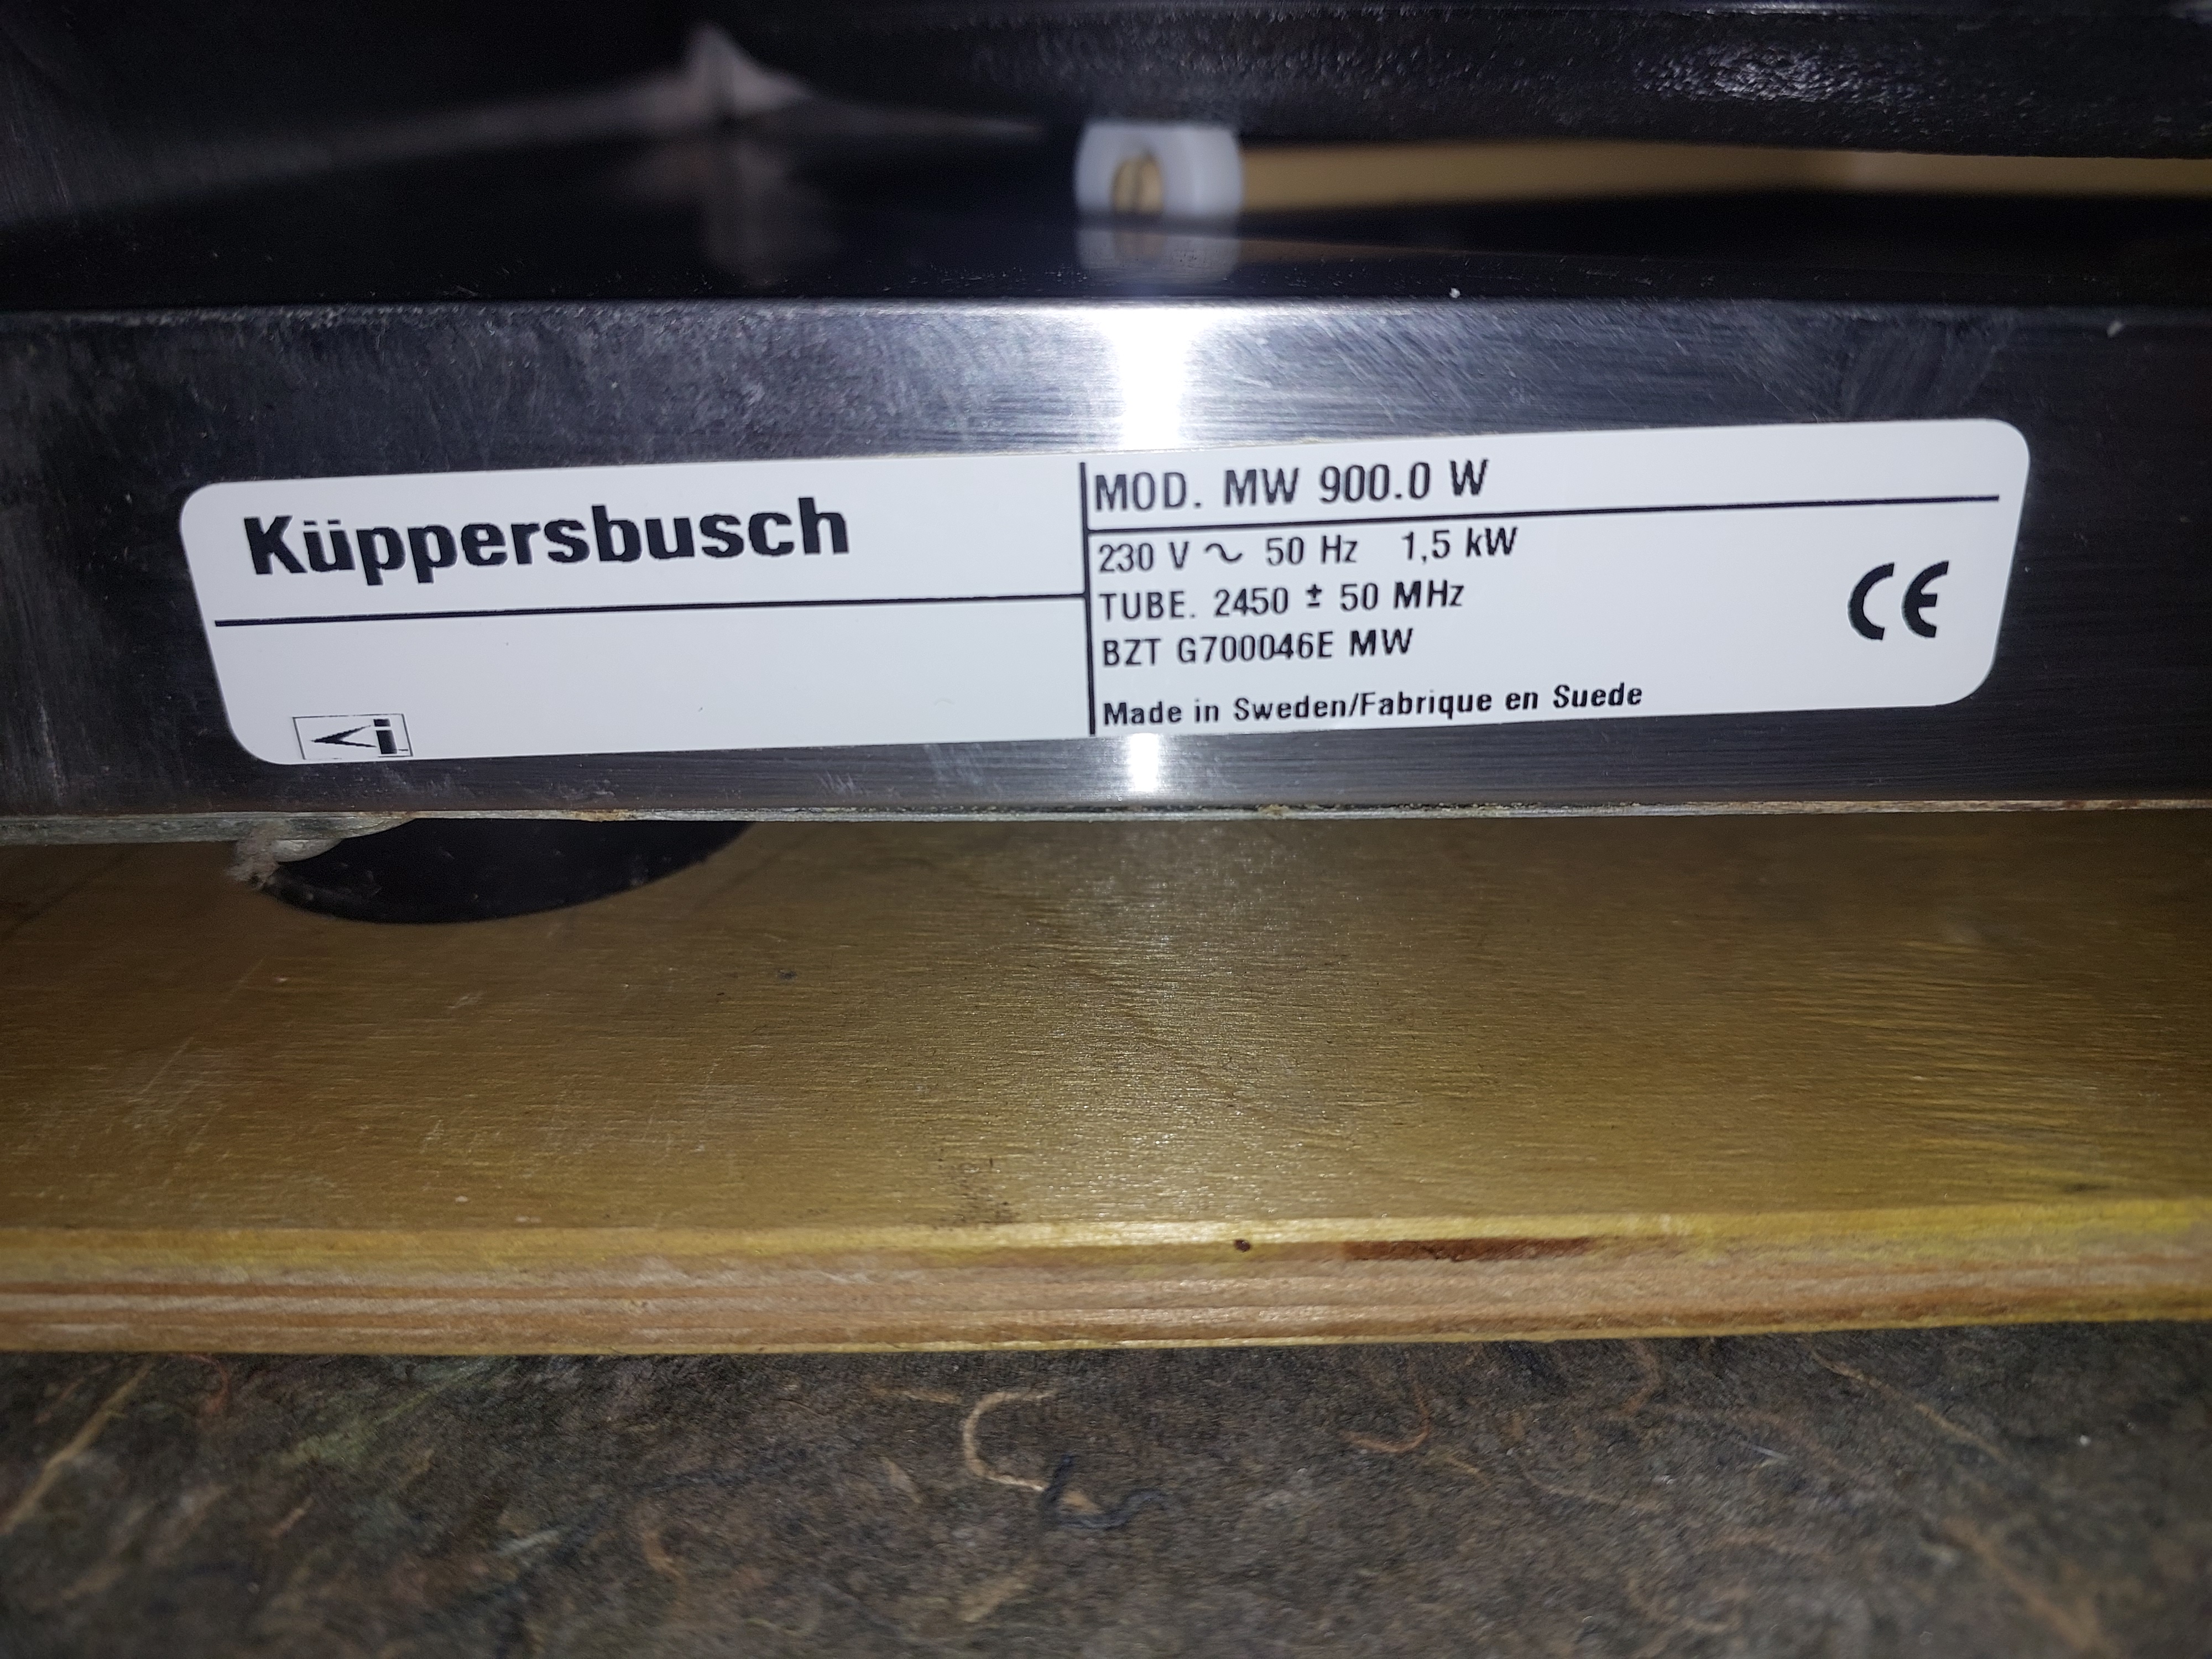 Küppersbusch
MOD. MW 900.0 W
230 V ~ 50 Hz 1,5 kW
TUBE. 2450 ± 50 MHz
BZT G700046E MW
Made in Sweden/Fabrique en Suede
CE